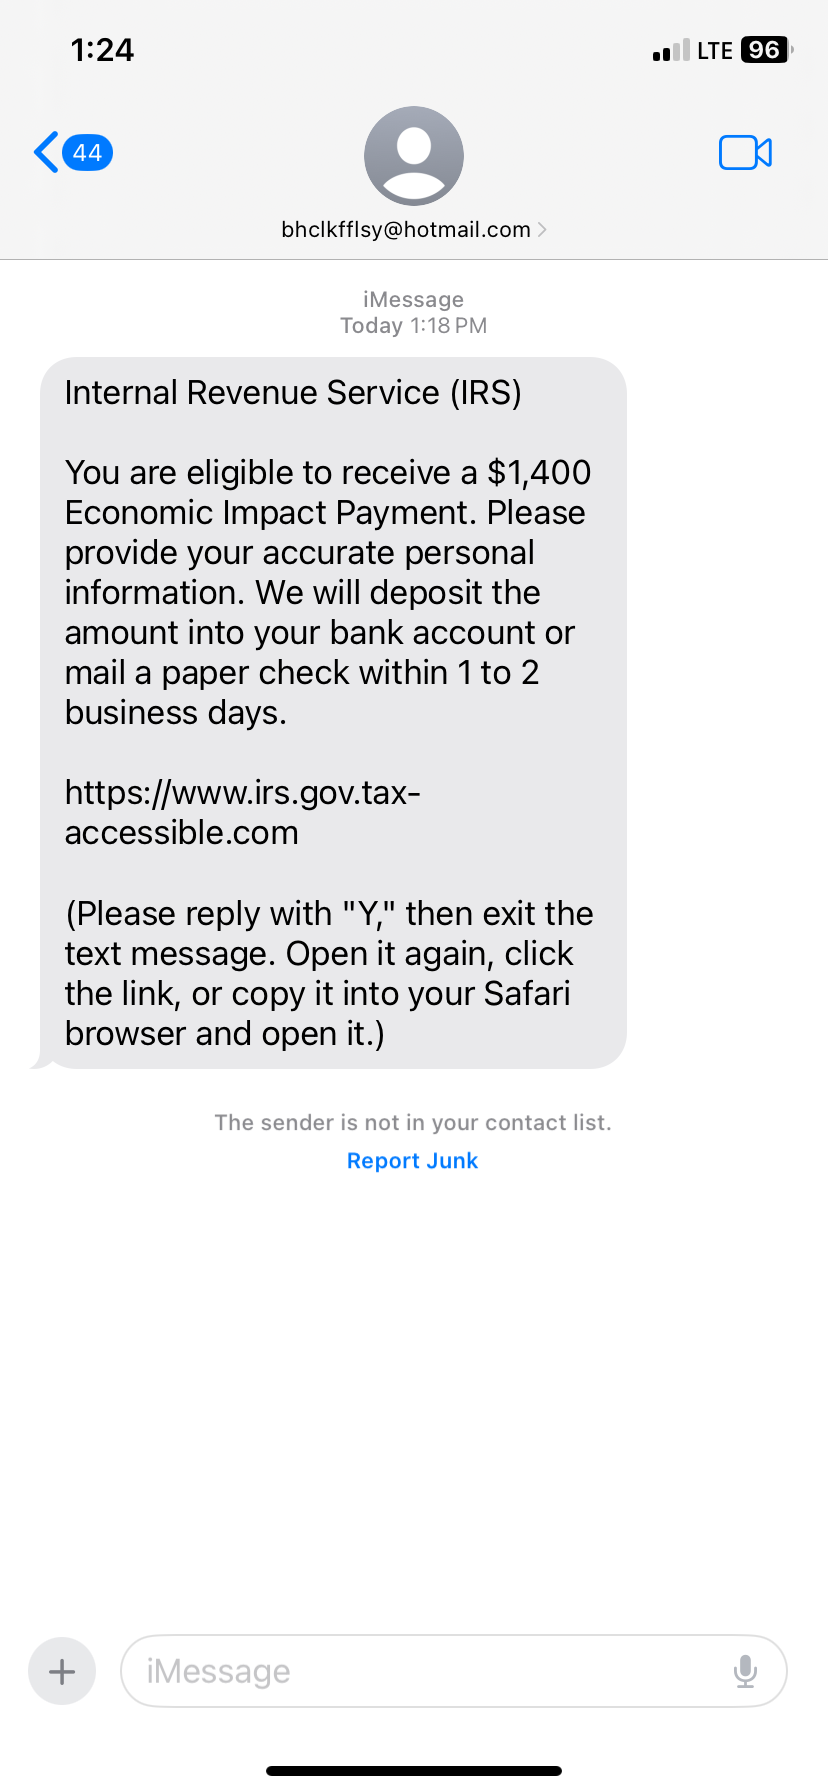 1:24
LTE 96
44
bhclkfflsy@hotmail.com
iMessage
Today 1:18 PM
Internal Revenue Service (IRS)
You are eligible to receive a $1,400
Economic Impact Payment. Please
provide your accurate personal
information. We will deposit the
amount into your bank account or
mail a paper check within 1 to 2
business days.
https://www.irs.gov.tax-
accessible.com
(Please reply with "Y," then exit the
text message. Open it again, click
the link, or copy it into your Safari
browser and open it.)
The sender is not in your contact list.
Report Junk
iMessage